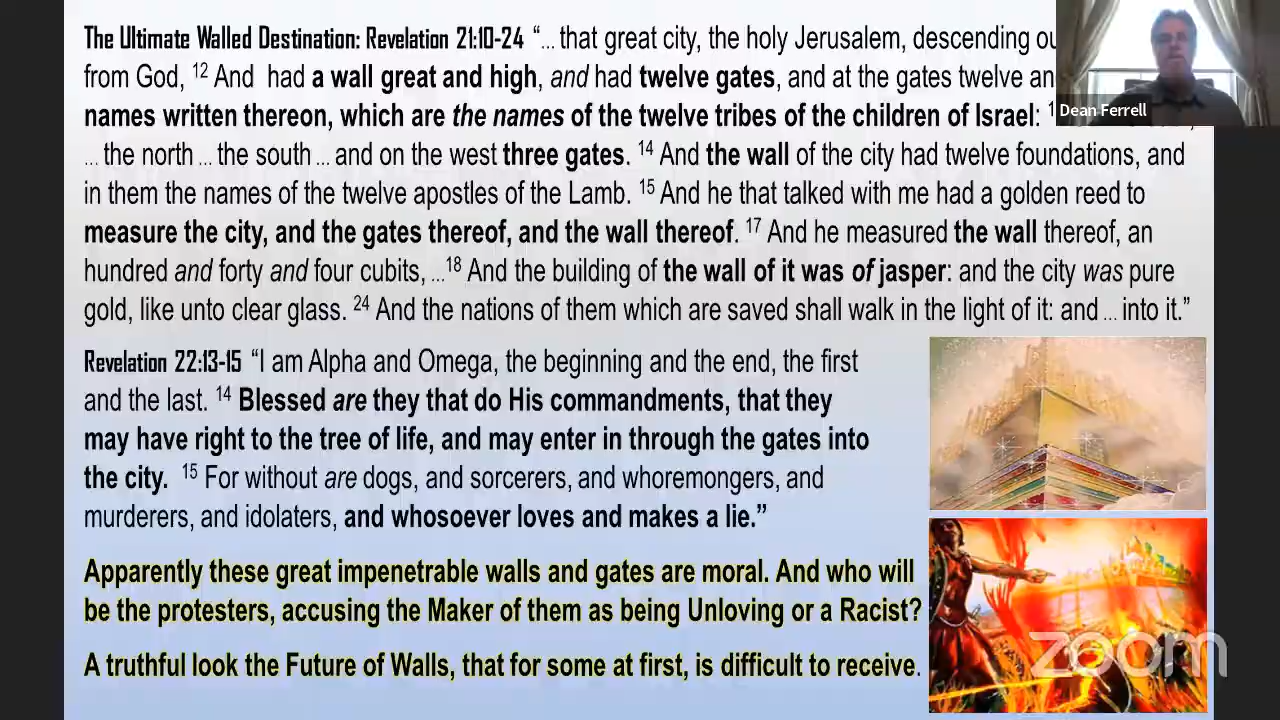 The Ultimate Walled Destination: Revelation 21:10-24 “... that great city, the holy Jerusalem, descending
from God, 12 And had a wall great and high, and had twelve gates, and at the gates twelve
names written thereon, which are the names of the twelve tribes of the children of Israel:
... the north ... the south ... and on the west three gates. 14 And the wall of the city had twelve foundations, and
in them the names of the twelve apostles of the Lamb. 15 And he that talked with me had a golden reed to
measure the city, and the gates thereof, and the wall thereof. 17 And he measured the wall thereof, an
hundred and forty and four cubits, ...18 And the building of the wall of it was of jasper: and the city was pure
gold, like unto clear glass. 24 And the nations of them which are saved shall walk in the light of it: and ... into it.”
Revelation 22:13-15 “I am Alpha and Omega, the beginning and the end, the first
and the last. 14 Blessed are they that do His commandments, that they
may have right to the tree of life, and may enter in through the gates into
the city. 15 For without are dogs, and sorcerers, and whoremongers, and
murderers, and idolaters, and whosoever loves and makes a lie.”
Apparently these great impenetrable walls and gates are moral. And who will
be the protesters, accusing the Maker of them as being Unloving or a Racist?
A truthful look the Future of Walls, that for some at first, is difficult to receive.
Dean Ferrell
zoom